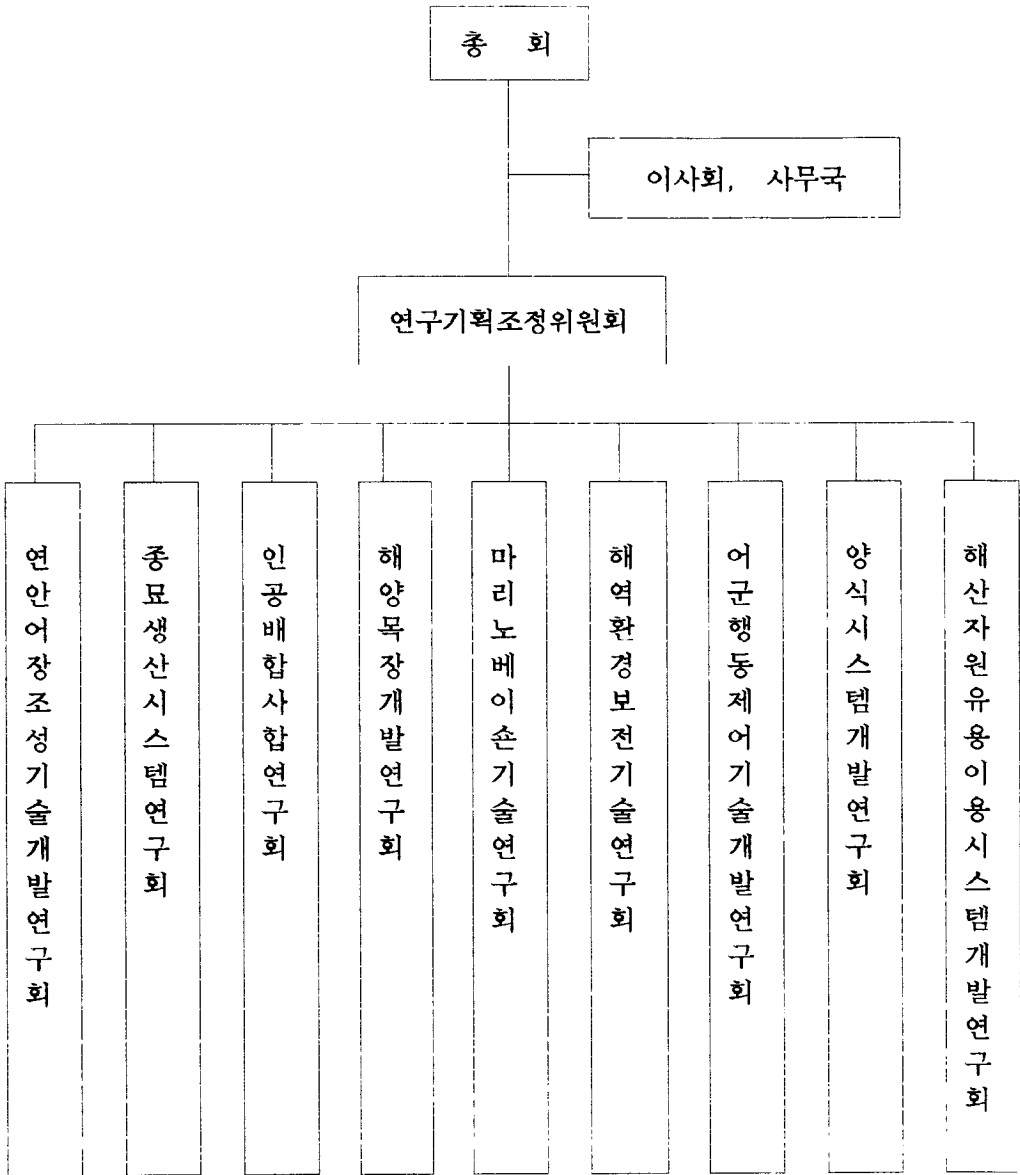 총 회
이사회, 사무국
연구기획조정위원회
연안어장조성기술개발연구회
종묘생산시스템연구회
인공배합사합연구회
해양목장개발연구회
마리노베이숀기술연구회
해역환경보전기술연구회
어군행동제어기술개발연구회
양식시스템개발연구회
해산자원유용이용시스템개발연구회